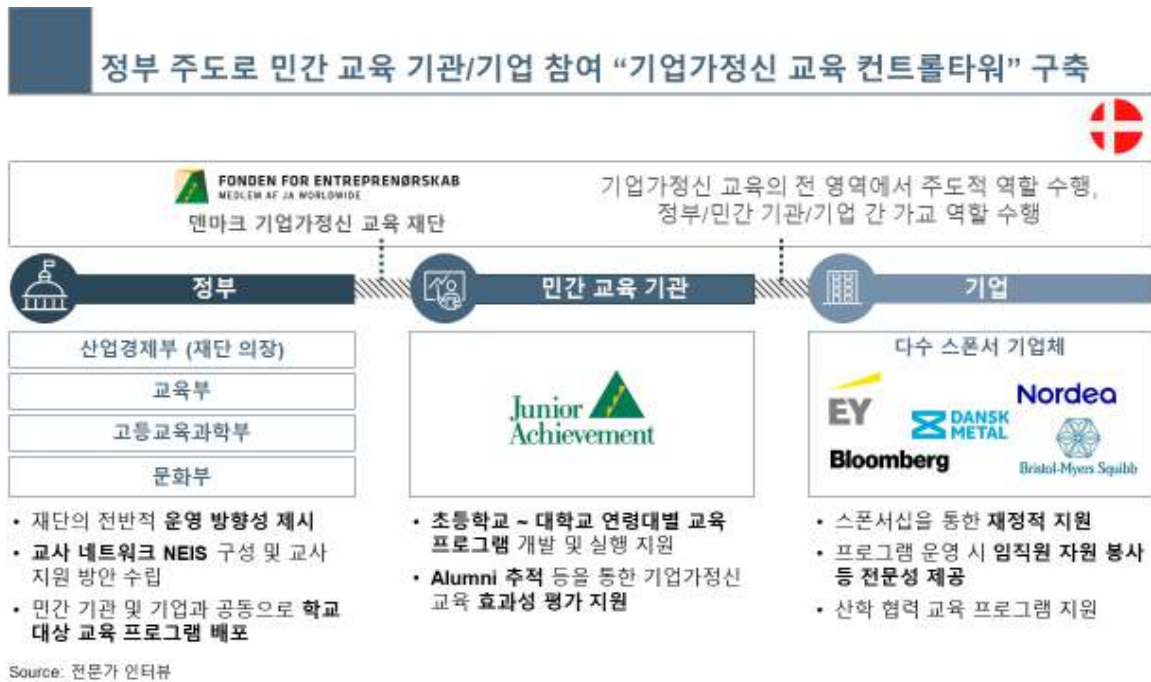 정부 주도로 민간 교육 기관/기업 참여 “기업가정신 교육 컨트롤타워” 구축
FONDEN FOR ENTREPRENØRSKAB
MEDLEM AF JA WORLDWIDE
덴마크 기업가정신 교육 재단
기업가정신 교육의 전 영역에서 주도적 역할 수행,
정부/민간 기관/기업 간 가교 역할 수행
정부
산업경제부 (재단 의장)
교육부
고등교육과학부
문화부
• 재단의 전반적 운영 방향성 제시
• 교사 네트워크 NEIS 구성 및 교사
지원 방안 수립
• 민간 기관 및 기업과 공동으로 학교
대상 교육 프로그램 배포
민간 교육 기관
Junior
Achievement
• 초등학교 ~ 대학교 연령대별 교육
프로그램 개발 및 실행 지원
• Alumni 추적 등을 통한 기업가정신
교육 효과성 평가 지원
기업
다수 스폰서 기업체
EY
Nordea
DANSK
METAL
Bloomberg
Bristol-Myers Squibb
• 스폰서십을 통한 재정적 지원
• 프로그램 운영 시 임직원 자원 봉사
등 전문성 제공
• 산학 협력 교육 프로그램 지원
Source: 전문가 인터뷰